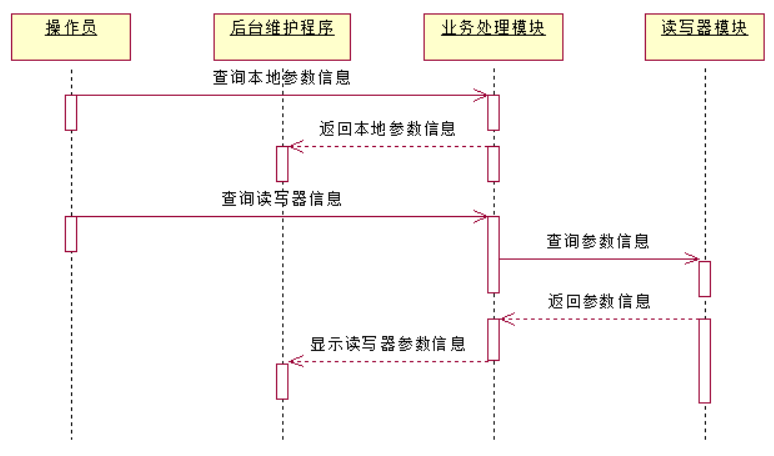 操作员
后台维护程序
业务处理模块
读写器模块
查询本地参数信息
返回本地参数信息
查询读写器信息
查询参数信息
返回参数信息
显示读写器参数信息